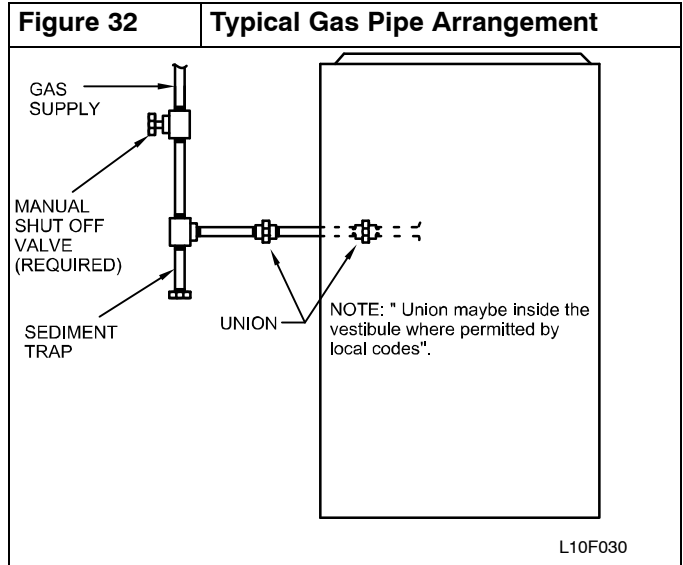 Figure 32
Typical Gas Pipe Arrangement
GAS
SUPPLY
MANUAL
SHUT OFF
VALVE
(REQUIRED)
SEDIMENT
TRAP
UNION
NOTE: " Union maybe inside the
vestibule where permitted by
local codes".
L10F030